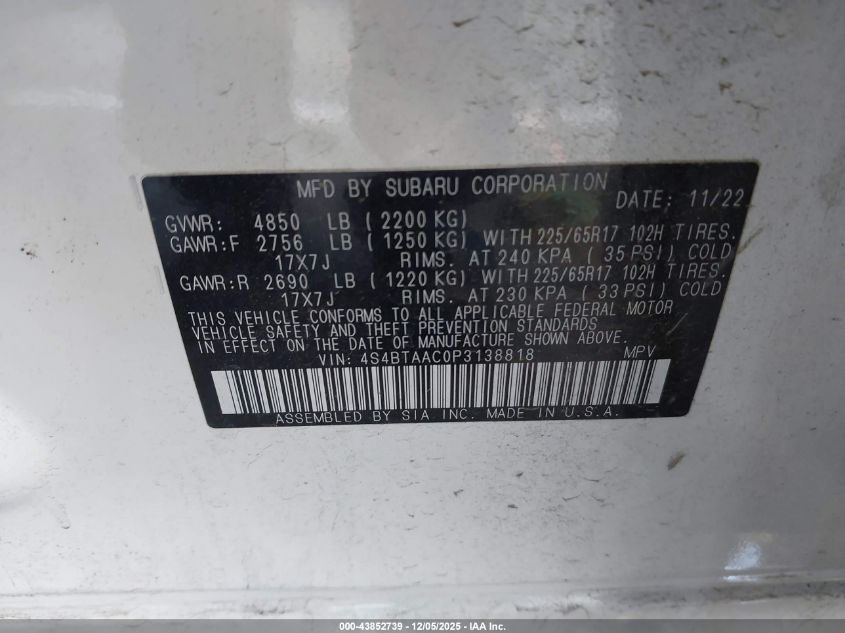 MFD BY SUBARU CORPORATION
DATE: 11/22
GVWR: 4850 LB (2200 KG)
GAWR:F 2756 LB (1250 KG) WITH 225/65R17 102H TIRES.
17X7J RIMS. AT 240 KPA (35 PSI) COLD
GAWR:R 2690 LB (1220 KG) WITH 225/65R17 102H TIRES.
17X7J RIMS. AT 230 KPA (33 PSI) COLD
THIS VEHICLE CONFORMS TO ALL APPLICABLE FEDERAL MOTOR
VEHICLE SAFETY AND THEFT PREVENTION STANDARDS
IN EFFECT ON THE DATE OF MANUFACTURE SHOWN ABOVE.
VIN: 4S4BTAAC0P3138818 MPV
ASSEMBLED BY SIA INC. MADE IN U.S.A.
000-43852739 - 12/05/2025 - IAA Inc.